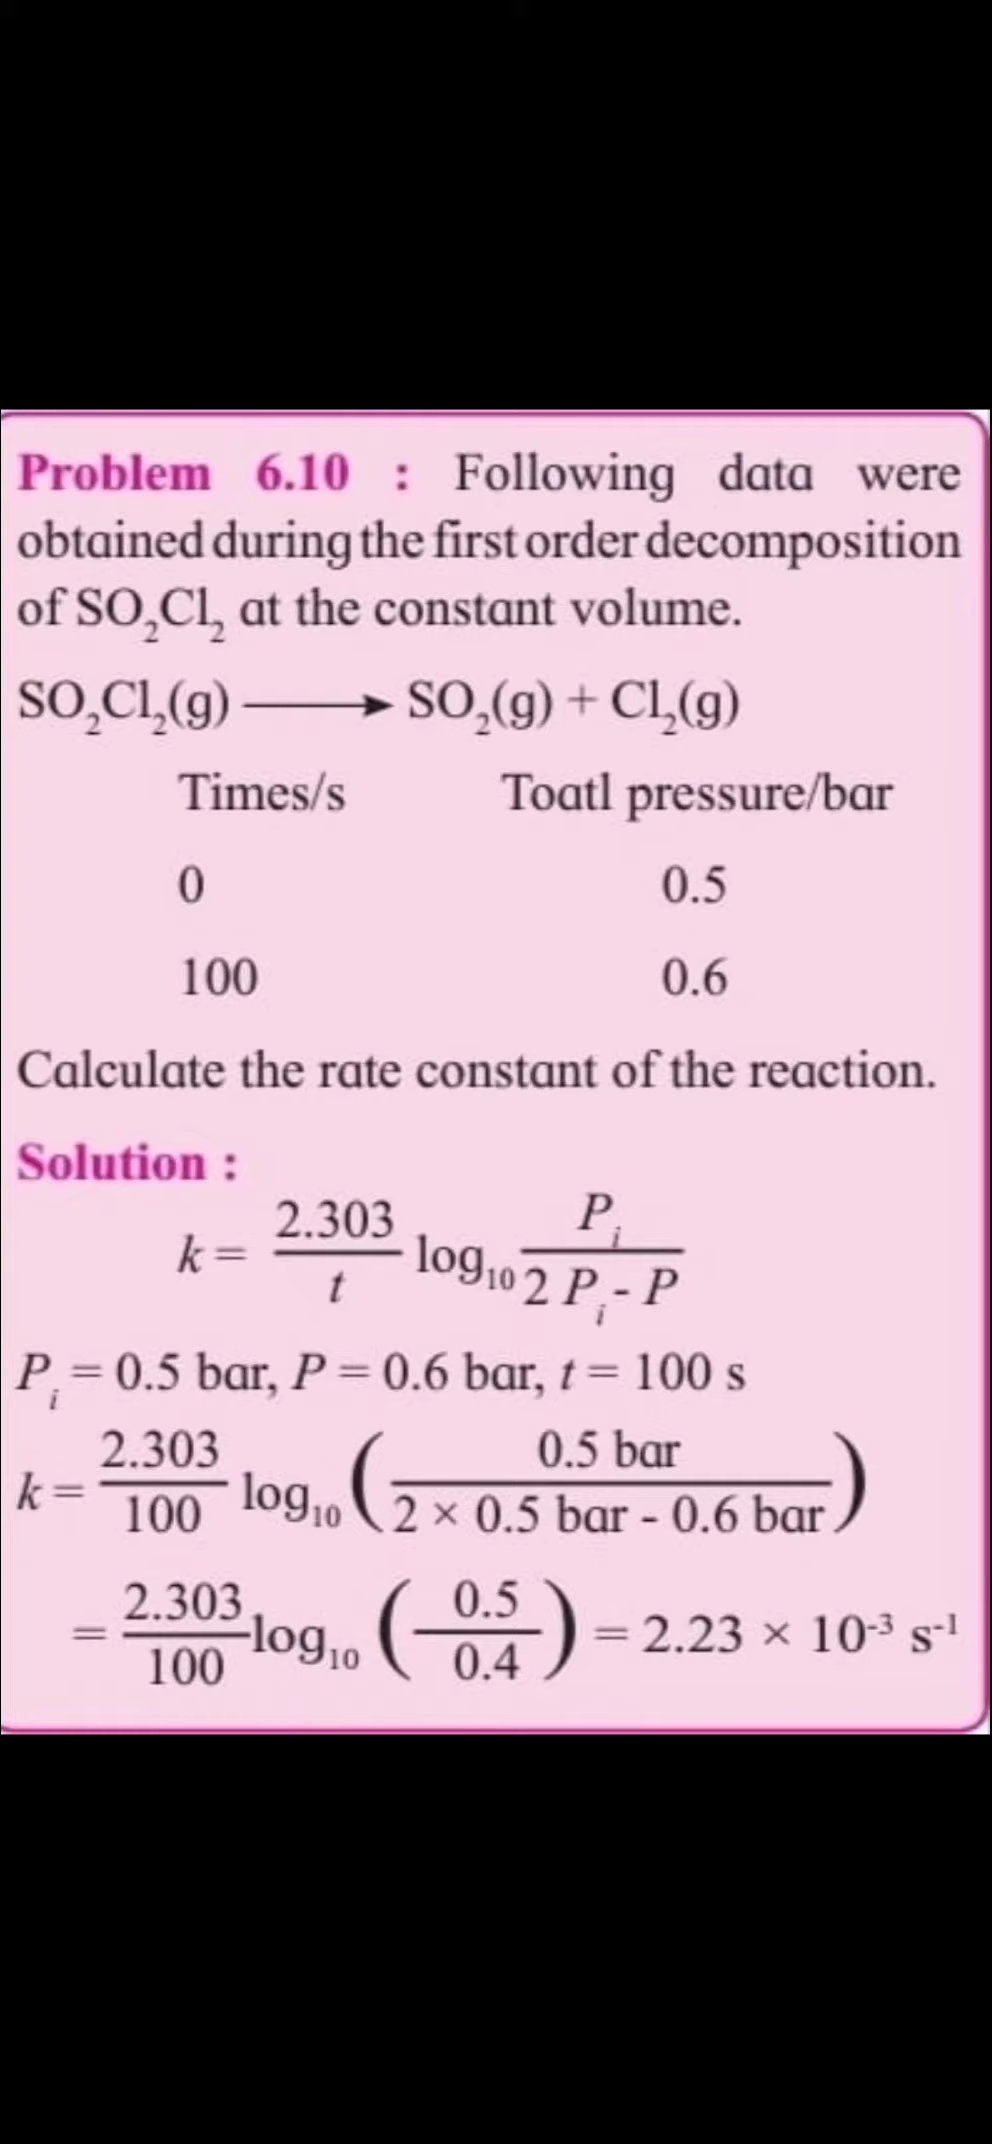 Problem 6.10 : Following data were
obtained during the first order decomposition
of SO₂Cl₂ at the constant volume.
SO₂Cl₂(g) ⟶ SO₂(g) + Cl₂(g)
Times/s Toatl pressure/bar
0 0.5
100 0.6
Calculate the rate constant of the reaction.
Solution :
k = 2.303/t log₁₀ Pᵢ/2 Pᵢ - P
Pᵢ = 0.5 bar, P = 0.6 bar, t = 100 s
k = 2.303/100 log₁₀ (0.5 bar/2 × 0.5 bar - 0.6 bar)
= 2.303/100 log₁₀ (0.5/0.4) = 2.23 × 10⁻³ s⁻¹